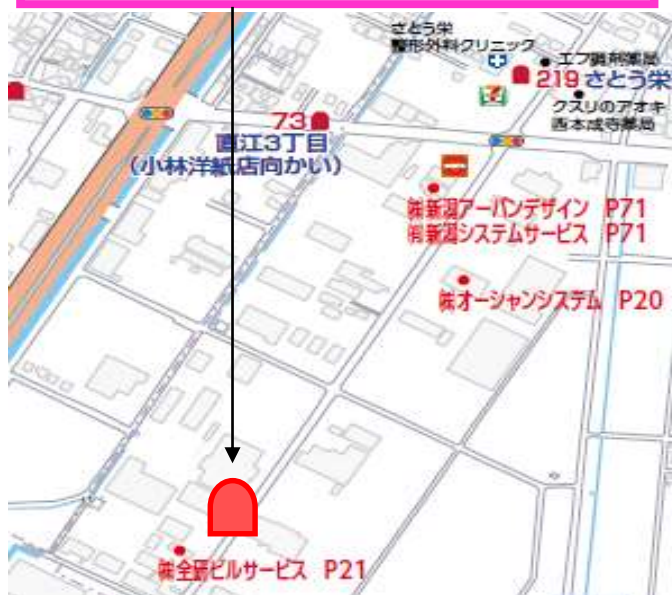 さとう栄
整形外科クリニック
エフ調剤薬局
219 さとう栄
クスリのアオキ
西本成寺薬局
73
直江3丁目
(小林洋紙店向かい)
㈱新潟アーバンデザイン P71
㈲新潟システムサービス P71
㈱オーシャンシステム P20
㈱全研ビルサービス P21